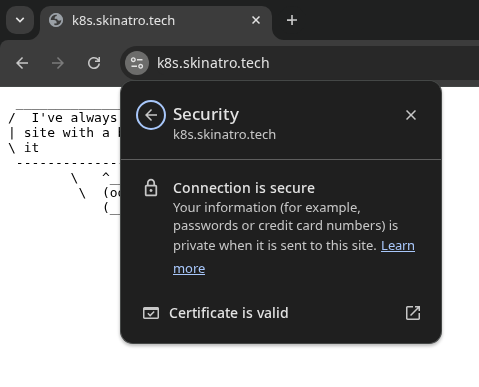 k8s.skinatro.tech
k8s.skinatro.tech
/  I've always
| site with a
\ it
Security
k8s.skinatro.tech
Connection is secure
Your information (for example,
passwords or credit card numbers) is
private when it is sent to this site. Learn
more
Certificate is valid